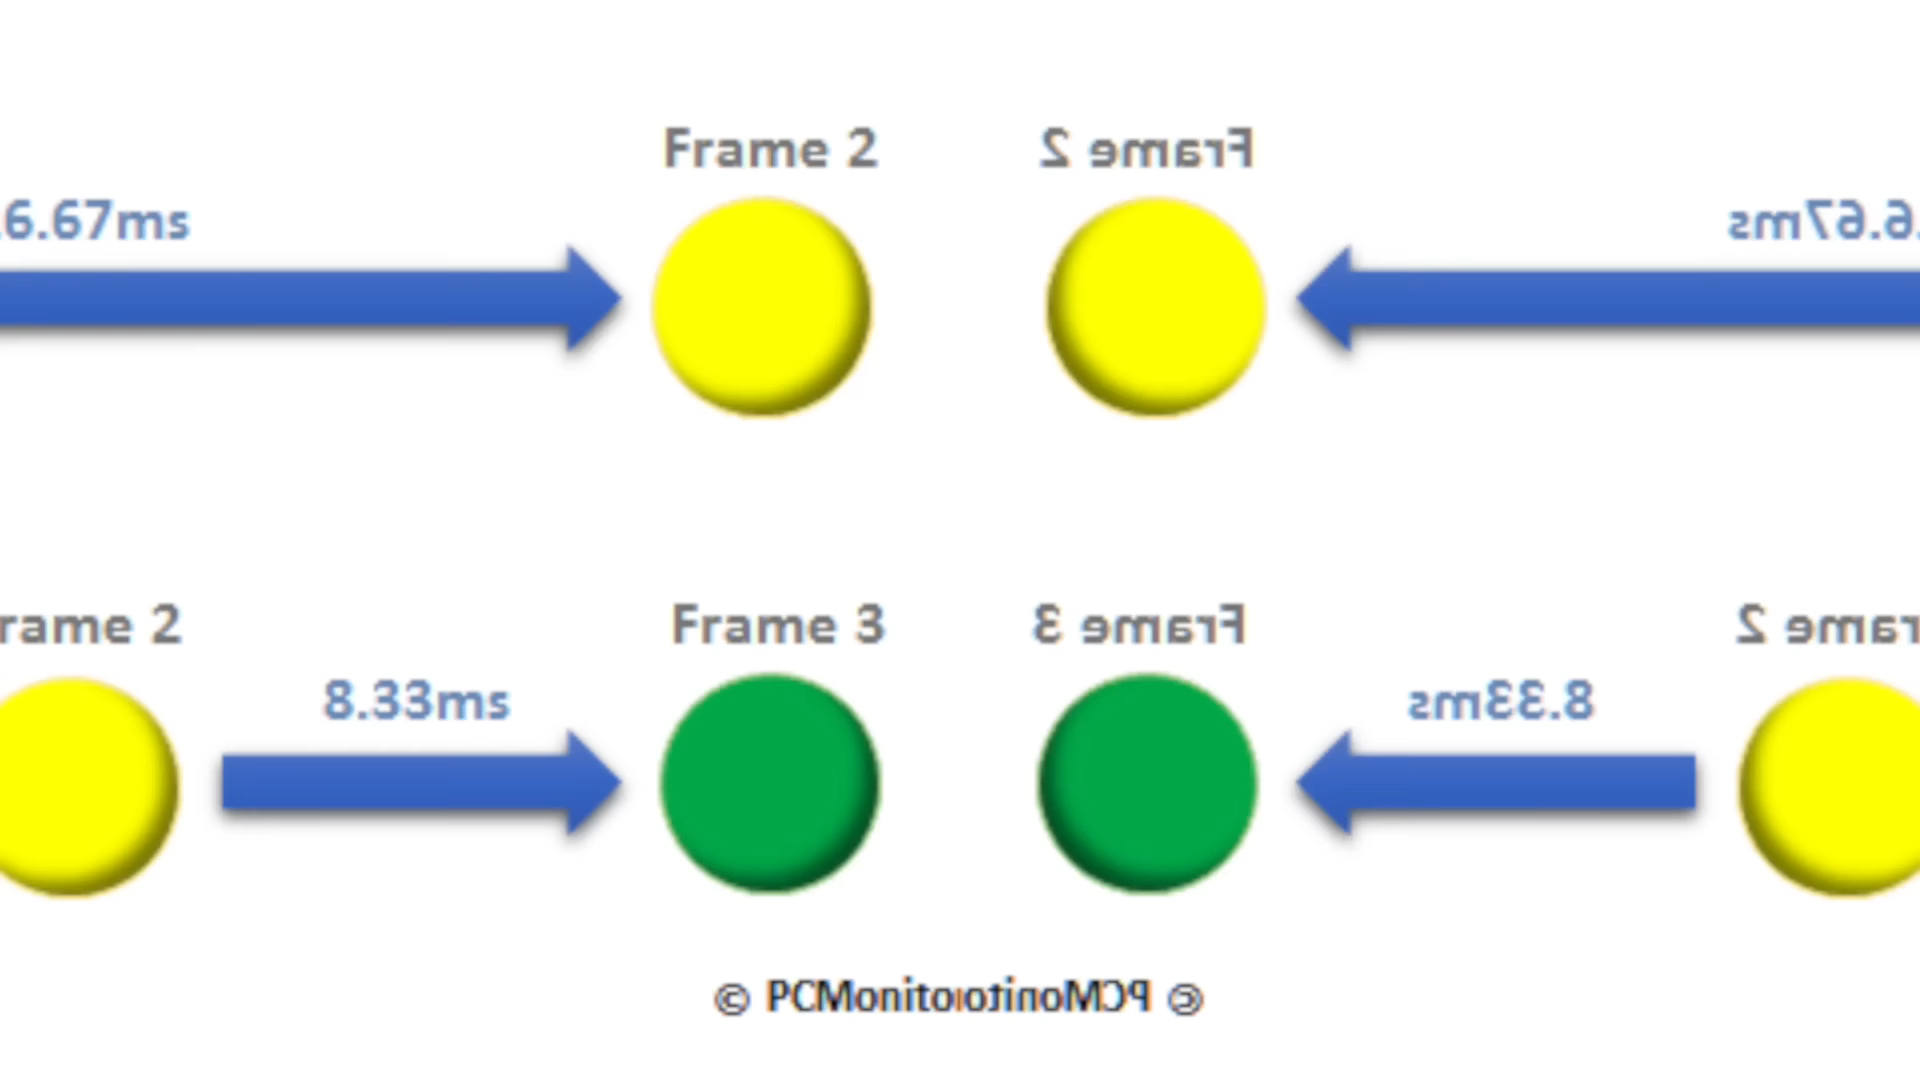 Frame 2 Frame 2
6.67ms 6.67ms
rame 2 Frame 3 Frame 3 rame 2
8.33ms 8.33ms
© PCMonito otinoMCP ©